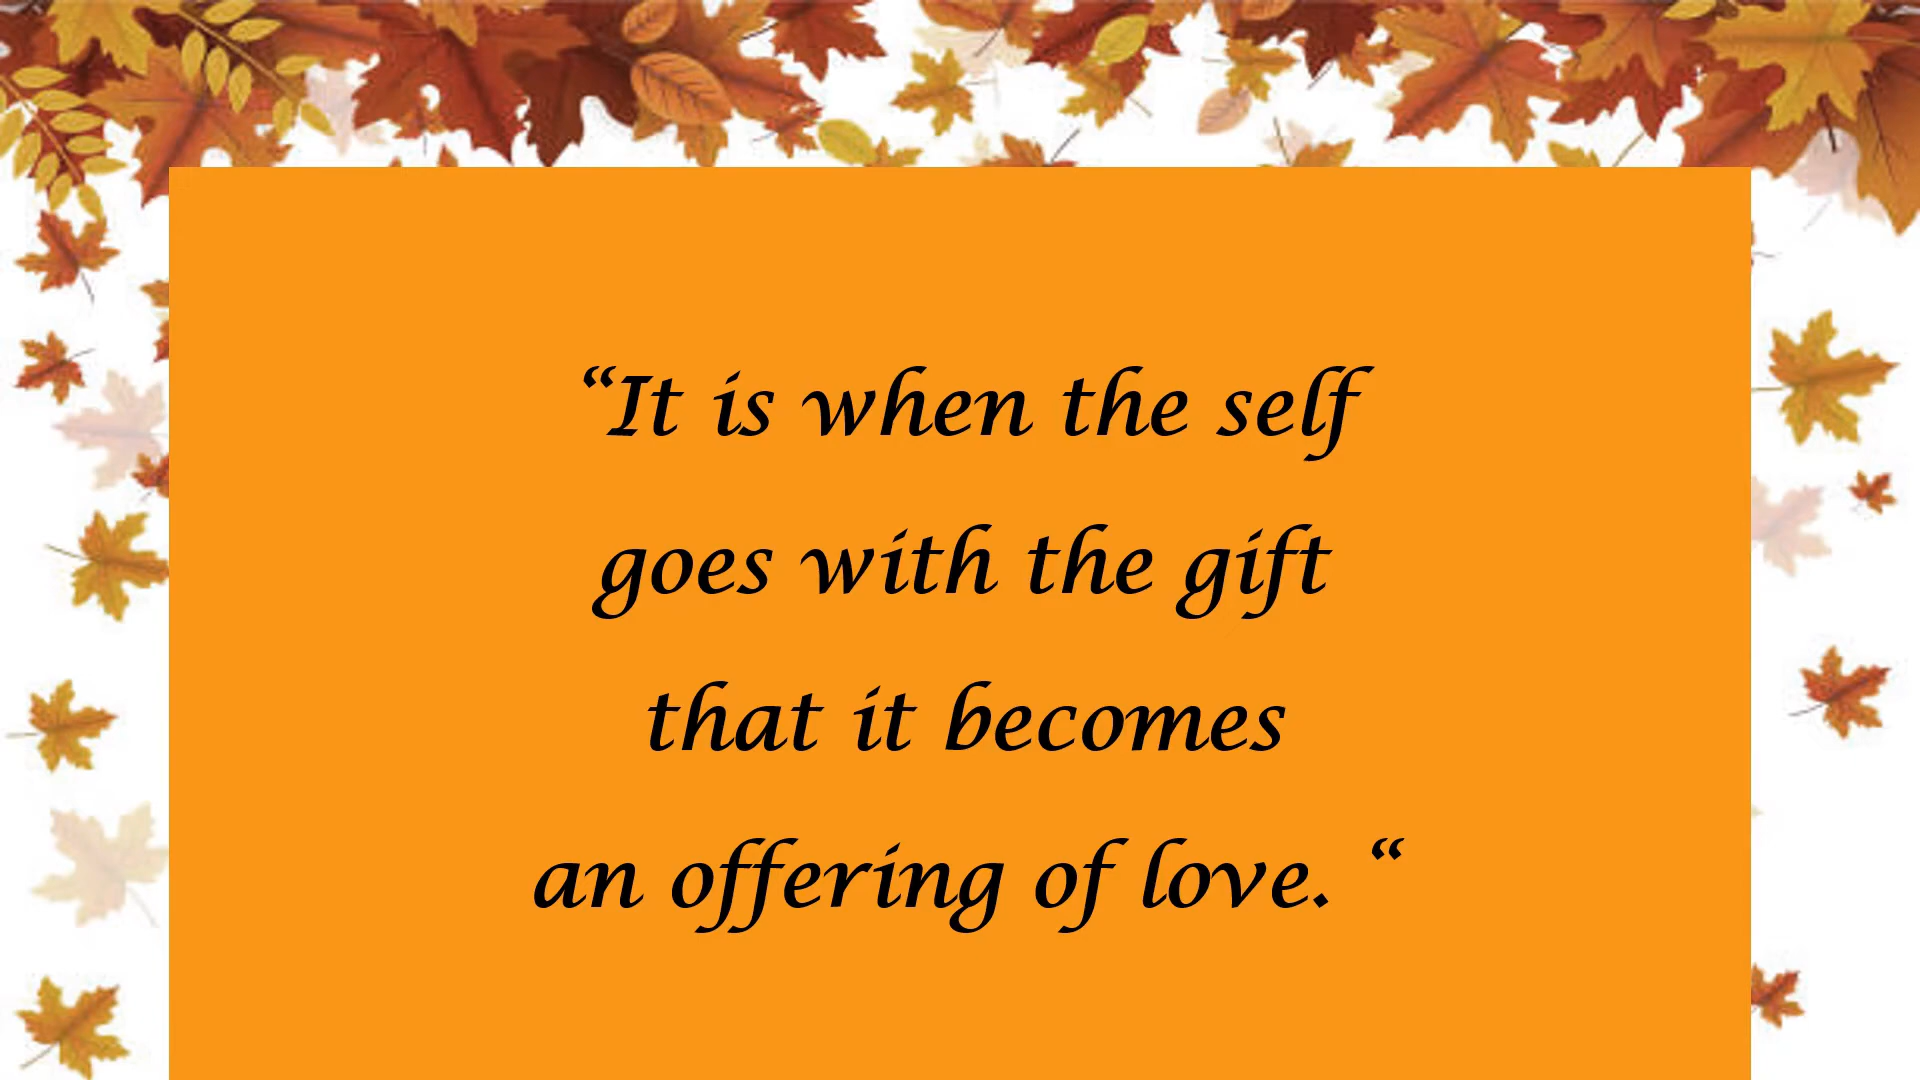 “It is when the self
goes with the gift
that it becomes
an offering of love. “